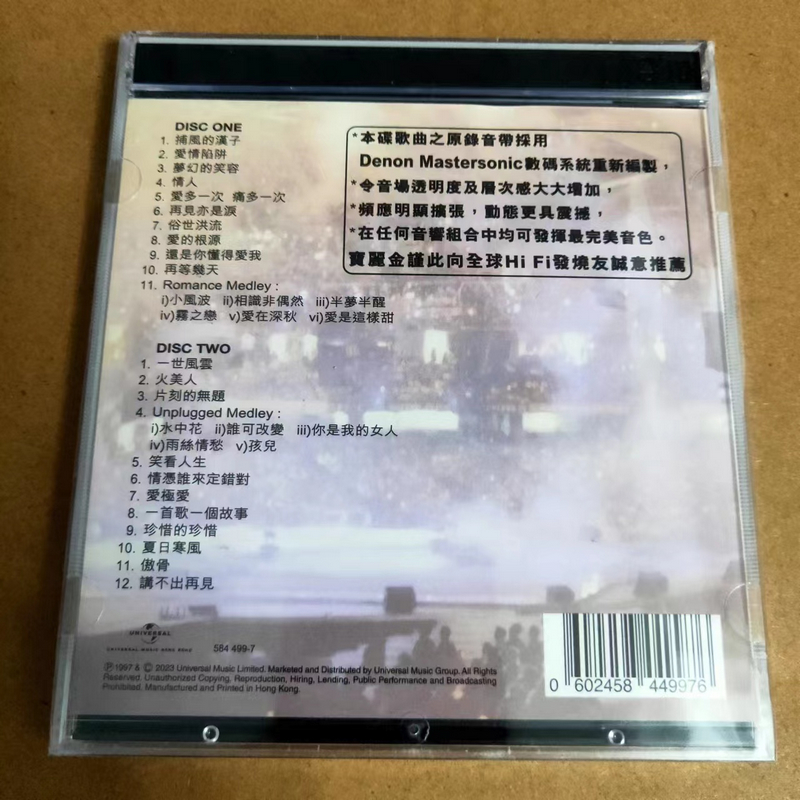 DISC ONE
1. 捕風的漢子
2. 愛情陷阱
3. 夢幻的笑容
4. 情人
5. 愛多一次 痛多一次
6. 再見亦是淚
7. 俗世洪流
8. 愛的根源
9. 還是你懂得愛我
10. 再等幾天
11. Romance Medley :
i)小風波 ii)相識非偶然 iii)半夢半醒
iv)霧之戀 v)愛在深秋 vi)愛是這樣甜
DISC TWO
1. 一世風雲
2. 火美人
3. 片刻的無題
4. Unplugged Medley :
i)水中花 ii)誰可改變 iii)你是我的女人
iv)雨絲情愁 v)孩兒
5. 笑看人生
6. 情憑誰來定錯對
7. 愛極愛
8. 一首歌一個故事
9. 珍惜的珍惜
10. 夏日寒風
11. 傲骨
12. 講不出再見
*本碟歌曲之原錄音帶採用
Denon Mastersonic數碼系統重新編製，
*令音場透明度及層次感大大增加，
*頻應明顯擴張，動態更具震撼，
*在任何音響組合中均可發揮最完美音色。
寶麗金謹此向全球Hi Fi發燒友誠意推薦
UNIVERSAL
UNIVERSAL MUSIC HONG KONG
584 499-7
Ⓟ1997 & © 2023 Universal Music Limited. Marketed and Distributed by Universal Music Group. All Rights
Reserved. Unauthorized Copying, Reproduction, Hiring, Lending, Public Performance and Broadcasting
Prohibited. Manufactured and Printed in Hong Kong.
0 602458 449976